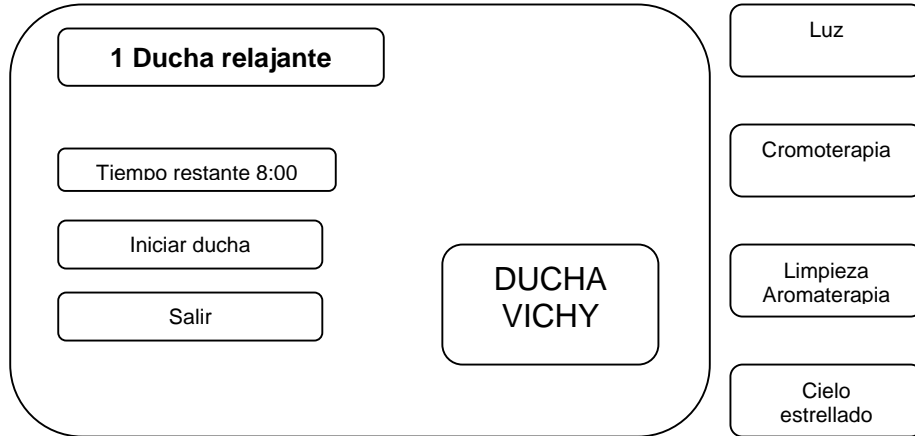 1 Ducha relajante
Tiempo restante 8:00
Iniciar ducha
Salir
DUCHA
VICHY
Luz
Cromoterapia
Limpieza
Aromaterapia
Cielo
estrellado